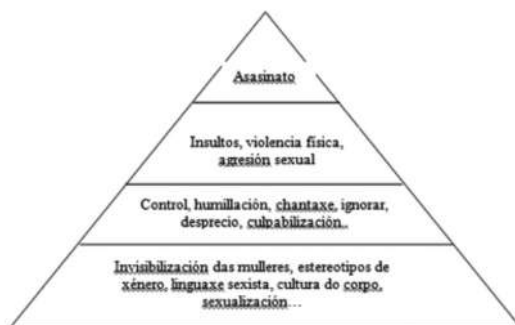 Asasinato
Insultos, violencia física,
agresión sexual
Control, humillación, chantaxe, ignorar,
desprecio, culpabilización..
Invisibilización das mulleres, estereotipos de
xénero, linguaxe sexista, cultura do corpo,
sexualización…